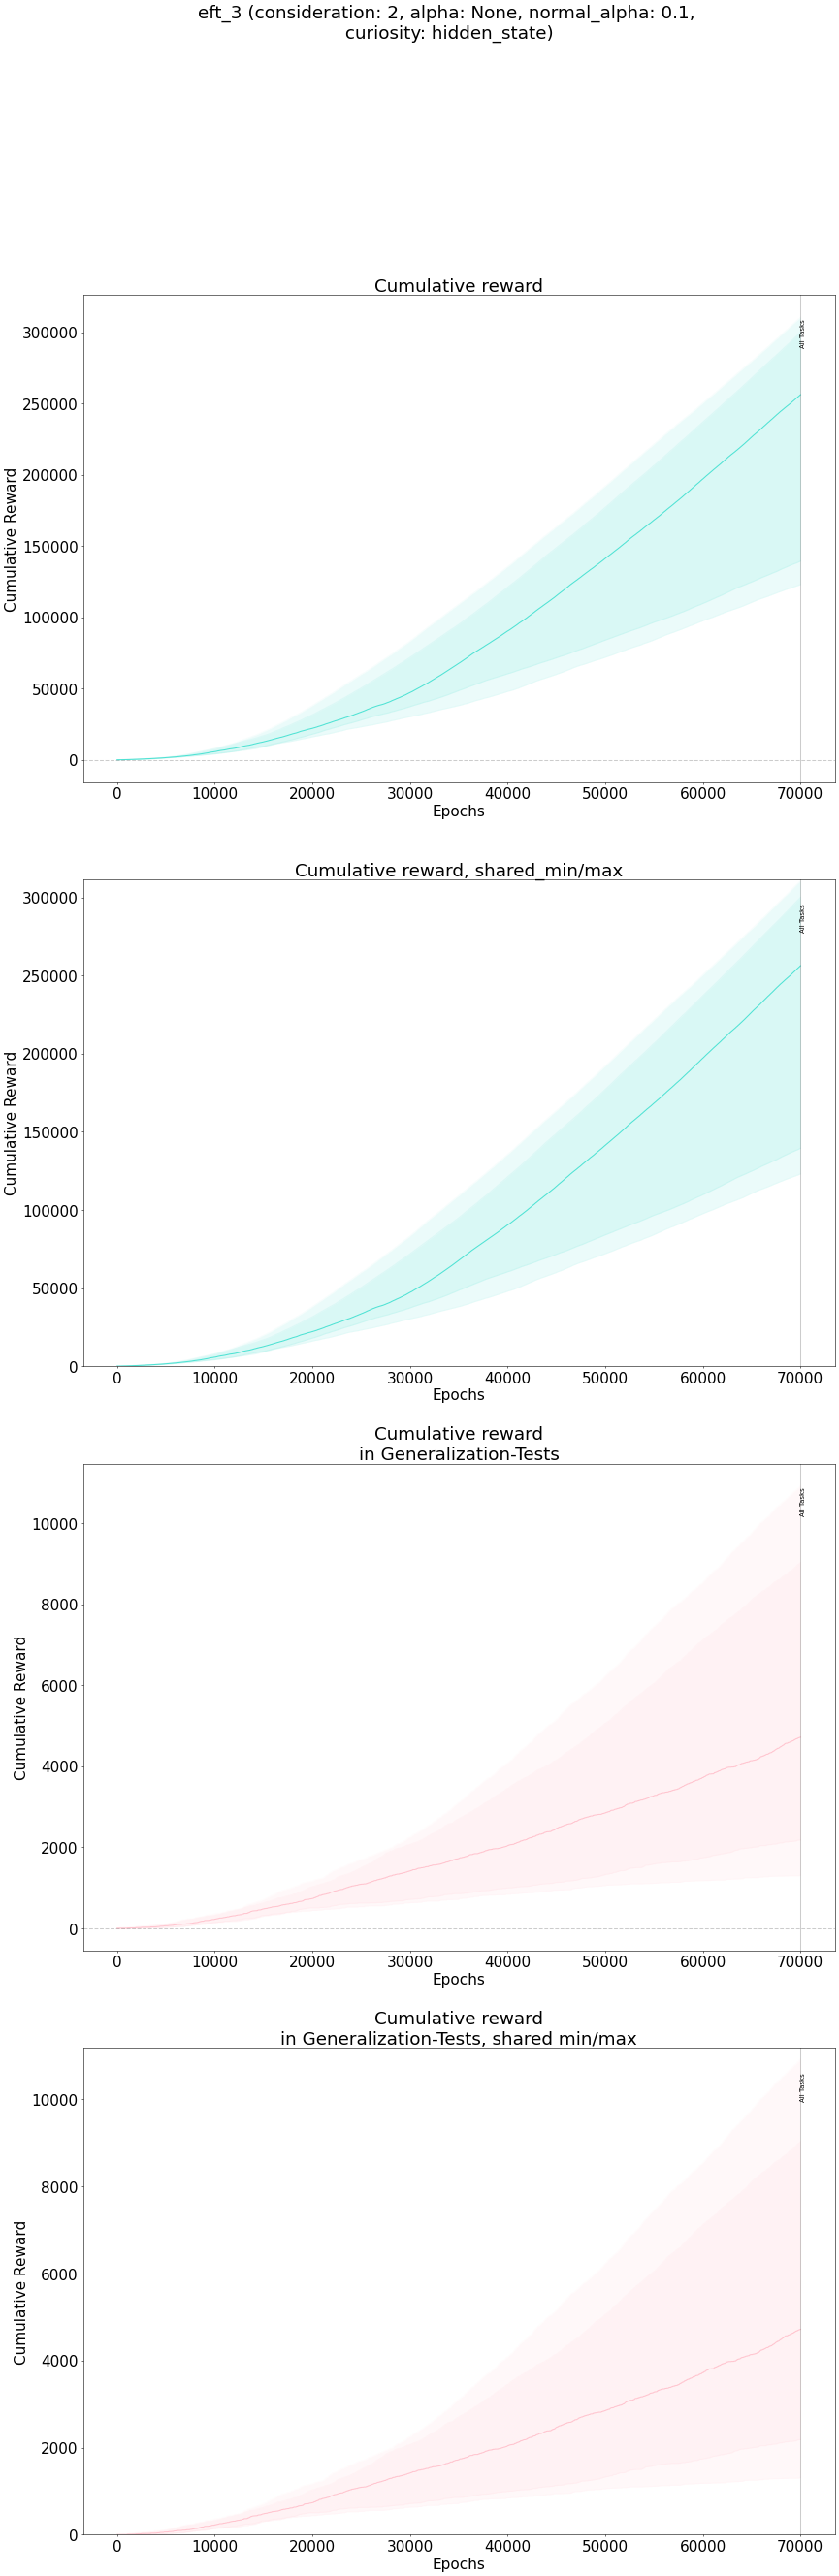 eft_3 (consideration: 2, alpha: None, normal_alpha: 0.1,
curiosity: hidden_state)
Cumulative reward
300000
250000
200000
150000
100000
50000
0
Cumulative Reward
All Tasks
0 10000 20000 30000 40000 50000 60000 70000
Epochs
Cumulative reward, shared_min/max
300000
250000
200000
150000
100000
50000
0
Cumulative Reward
All Tasks
0 10000 20000 30000 40000 50000 60000 70000
Epochs
Cumulative reward
in Generalization-Tests
10000
8000
6000
4000
2000
0
Cumulative Reward
All Tasks
0 10000 20000 30000 40000 50000 60000 70000
Epochs
Cumulative reward
in Generalization-Tests, shared min/max
10000
8000
6000
4000
2000
0
Cumulative Reward
All Tasks
0 10000 20000 30000 40000 50000 60000 70000
Epochs